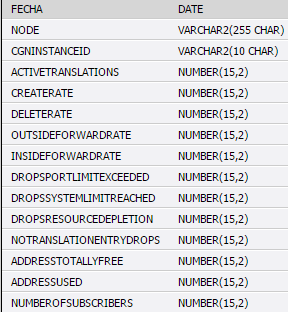 FECHA DATE
NODE VARCHAR2(255 CHAR)
CGNINSTANCEID VARCHAR2(10 CHAR)
ACTIVETRANSLATIONS NUMBER(15,2)
CREATERATE NUMBER(15,2)
DELETERATE NUMBER(15,2)
OUTSIDEFORWARDRATE NUMBER(15,2)
INSIDEFORWARDRATE NUMBER(15,2)
DROPSPORTLIMITEXCEEDED NUMBER(15,2)
DROPSSYSTEMLIMITREACHED NUMBER(15,2)
DROPSRESOURCEDEPLETION NUMBER(15,2)
NOTRANSLATIONENTRYDROPS NUMBER(15,2)
ADDRESSTOTALLYFREE NUMBER(15,2)
ADDRESSUSED NUMBER(15,2)
NUMBEROFSUBSCRIBERS NUMBER(15,2)